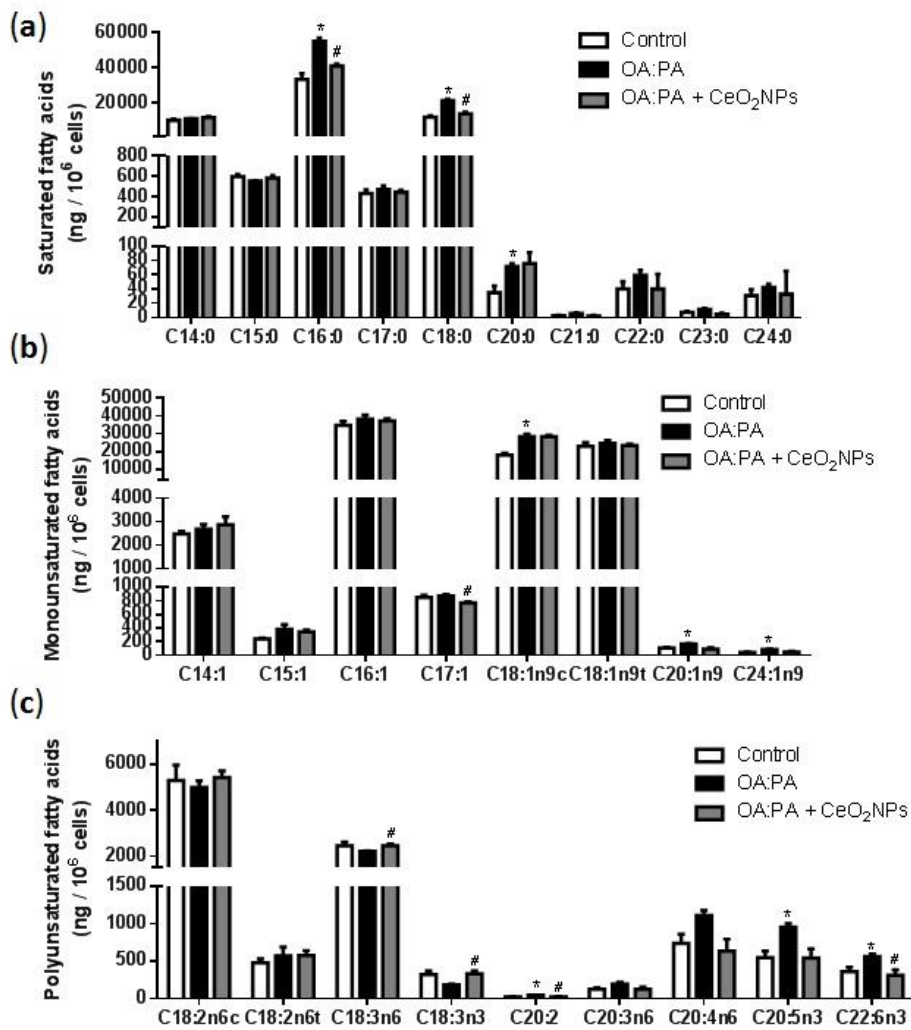 (a)
Saturated fatty acids
(ng / 10⁶ cells)
60000
40000
20000
800
600
400
200
100
80
60
40
20
0
* # * # *
Control
OA:PA
OA:PA + CeO₂NPs
C14:0 C15:0 C16:0 C17:0 C18:0 C20:0 C21:0 C22:0 C23:0 C24:0
(b)
Monounsaturated fatty acids
(ng / 10⁶ cells)
50000
40000
30000
20000
10000
4000
3000
2000
1000
1000
800
600
400
200
0
# * * *
Control
OA:PA
OA:PA + CeO₂NPs
C14:1 C15:1 C16:1 C17:1 C18:1n9c C18:1n9t C20:1n9 C24:1n9
(c)
Polyunsaturated fatty acids
(ng / 10⁶ cells)
6000
4000
2000
1500
1000
500
0
# # * # * * #
Control
OA:PA
OA:PA + CeO₂NPs
C18:2n6c C18:2n6t C18:3n6 C18:3n3 C20:2 C20:3n6 C20:4n6 C20:5n3 C22:6n3